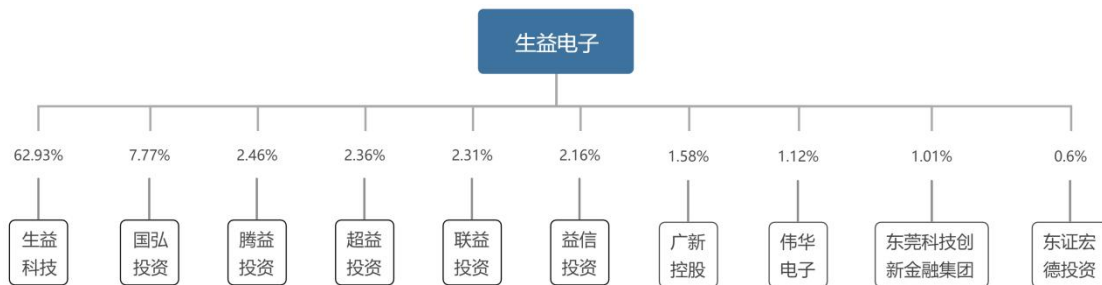 生益电子
62.93%
7.77%
2.46%
2.36%
2.31%
2.16%
1.58%
1.12%
1.01%
0.6%
生益
科技
国弘
投资
腾益
投资
超益
投资
联益
投资
益信
投资
广新
控股
伟华
电子
东莞科技创
新金融集团
东证宏
德投资